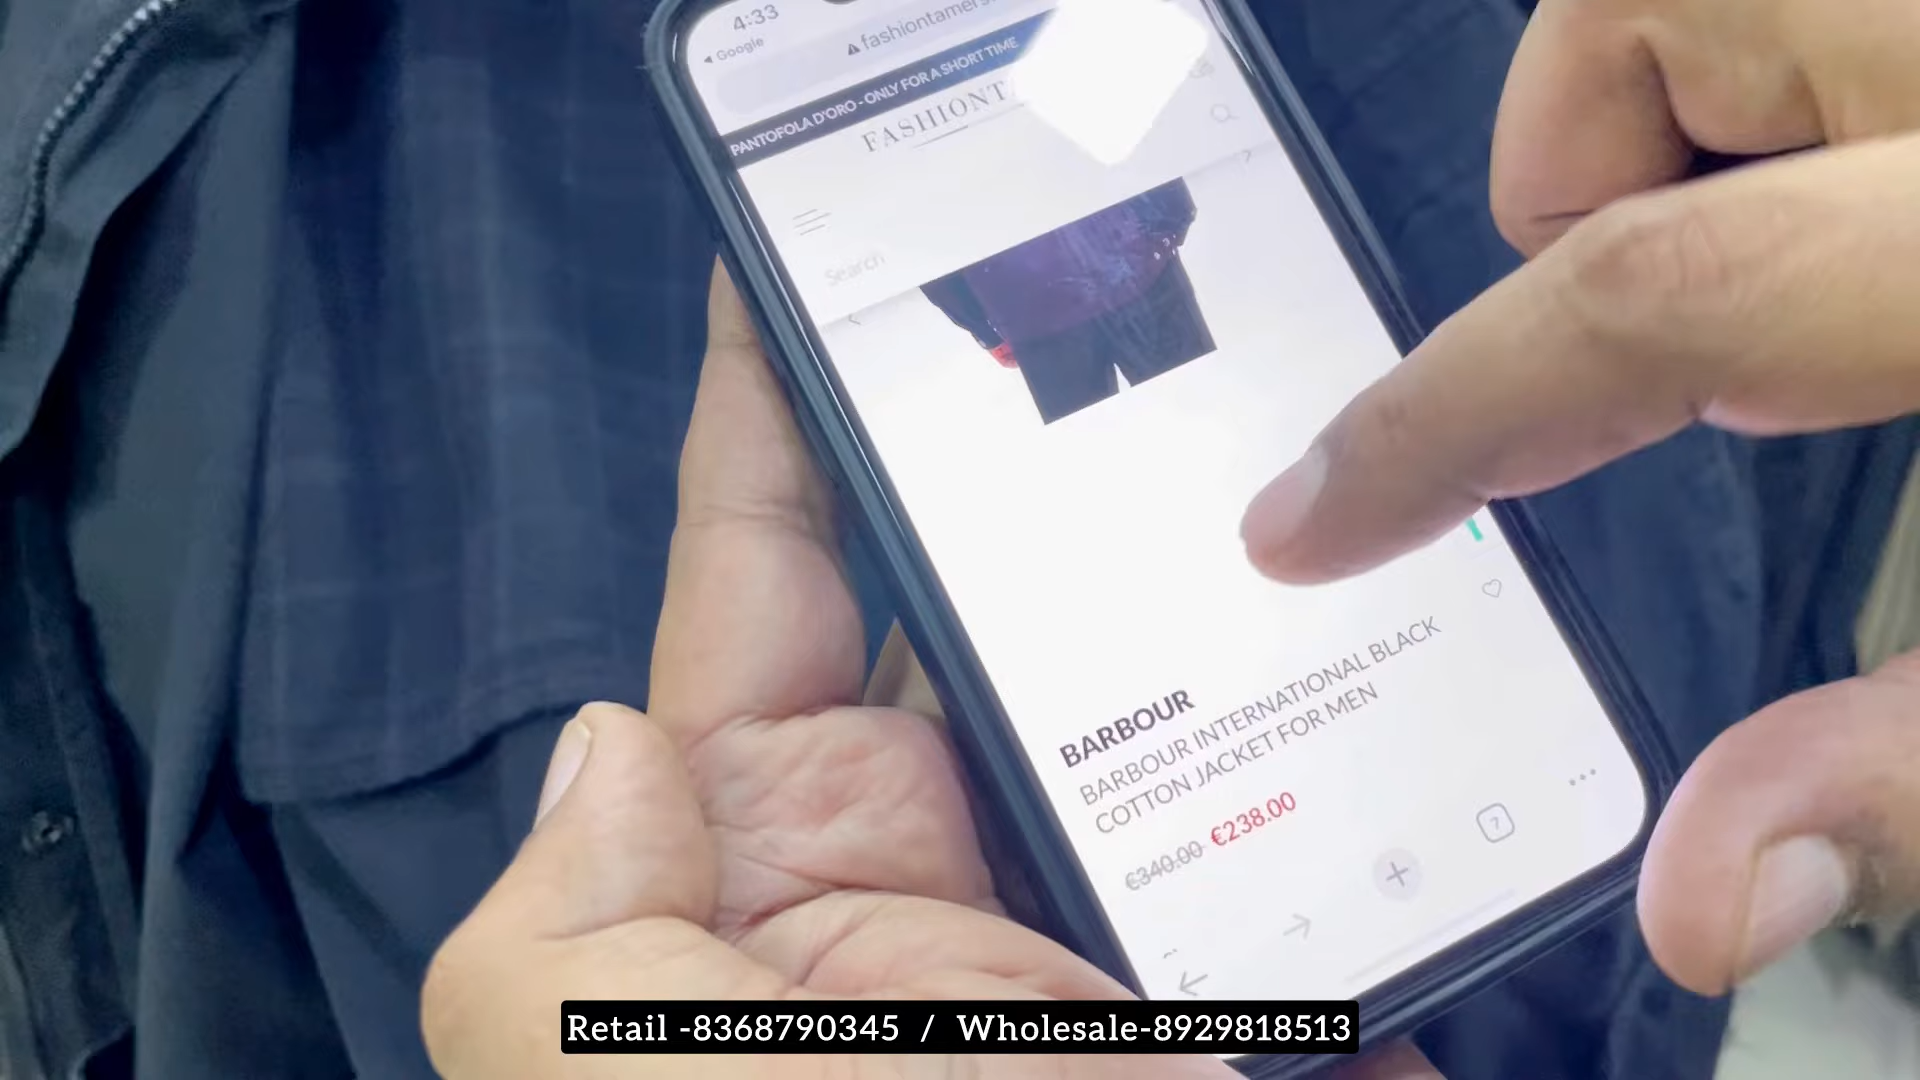 4:33
Google
fashiontamers
PANTOFOLA D'ORO - ONLY FOR A SHORT TIME
FASHIONT
Search
BARBOUR
BARBOUR INTERNATIONAL BLACK
COTTON JACKET FOR MEN
€340.00 €238.00
7
Retail -8368790345 / Wholesale-8929818513